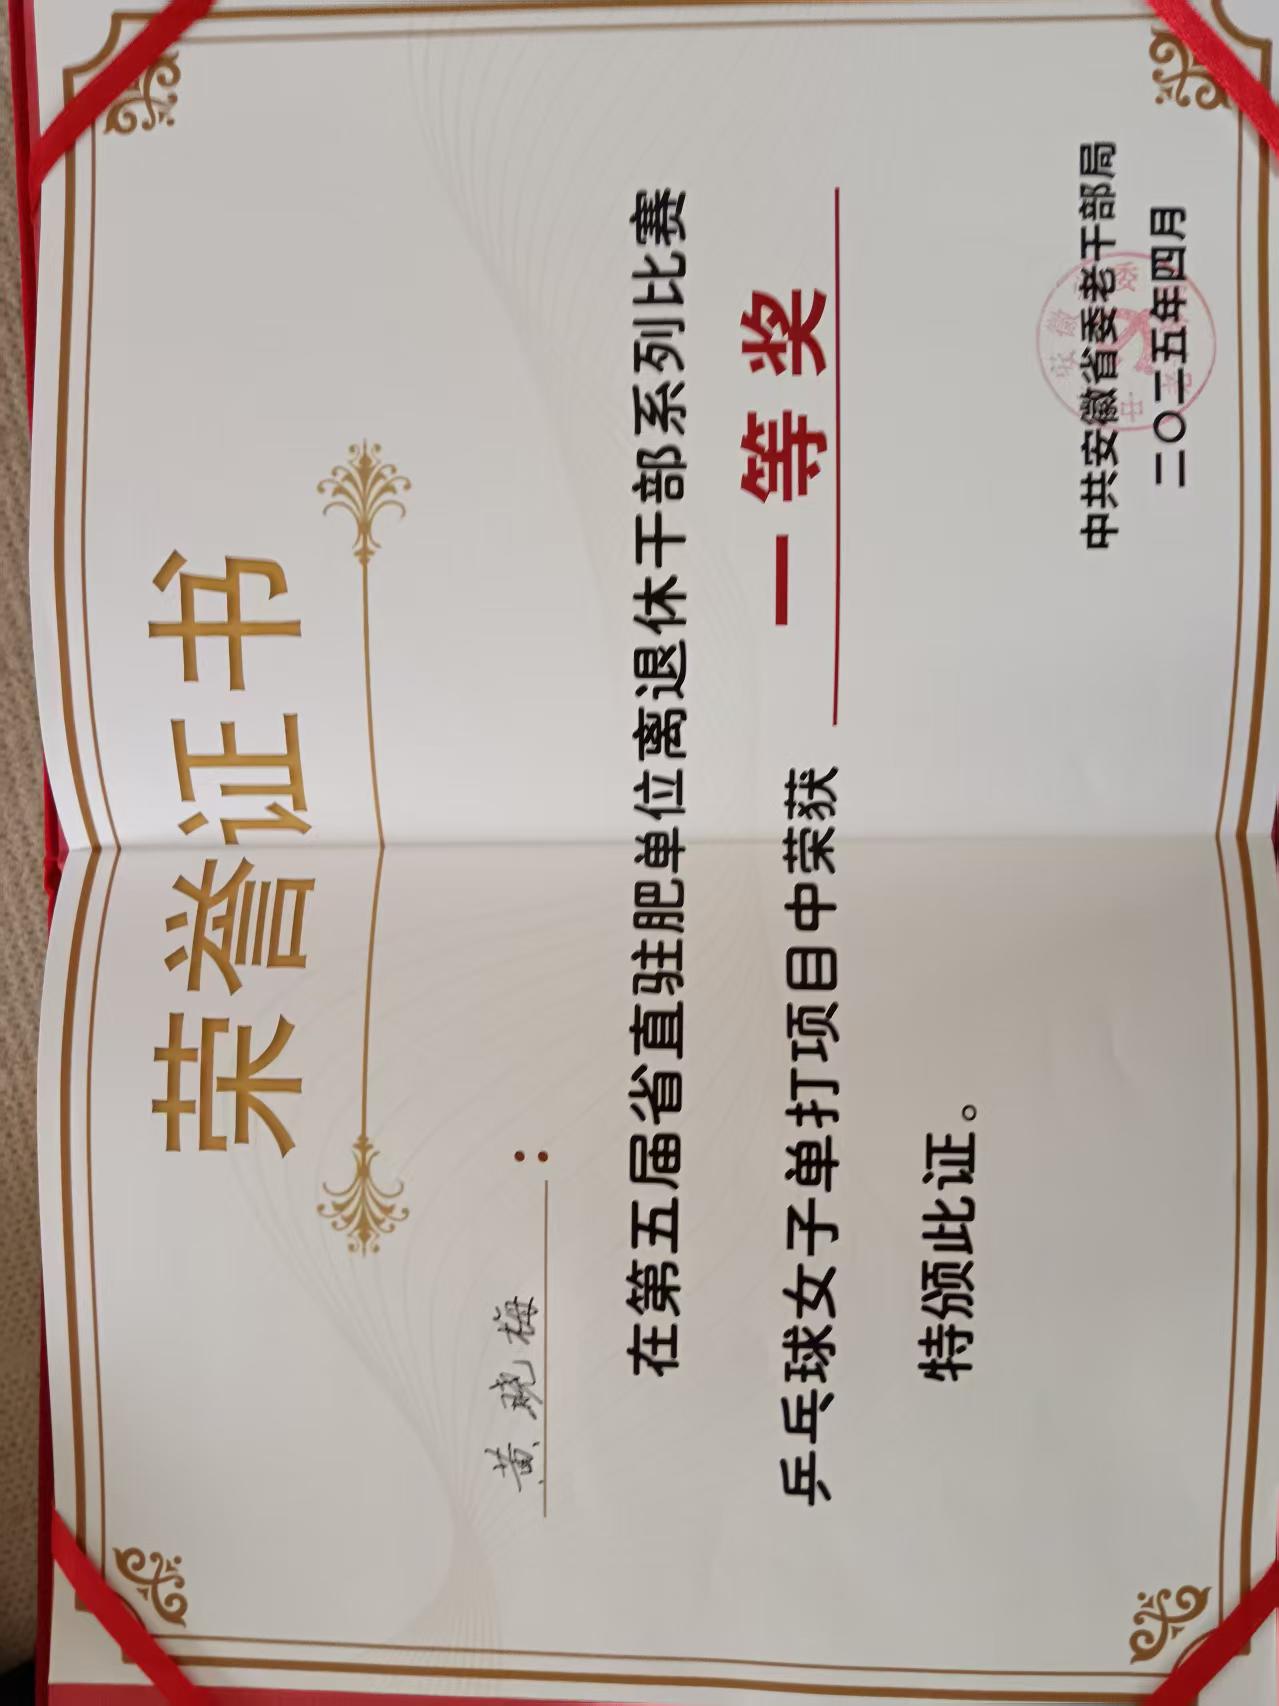 荣誉证书
黄晓梅：
在第五届省直驻肥单位离退休干部系列比赛
乒乓球女子单打项目中荣获 一等奖
特颁此证。
中共安徽省委老干部局
二〇二五年四月